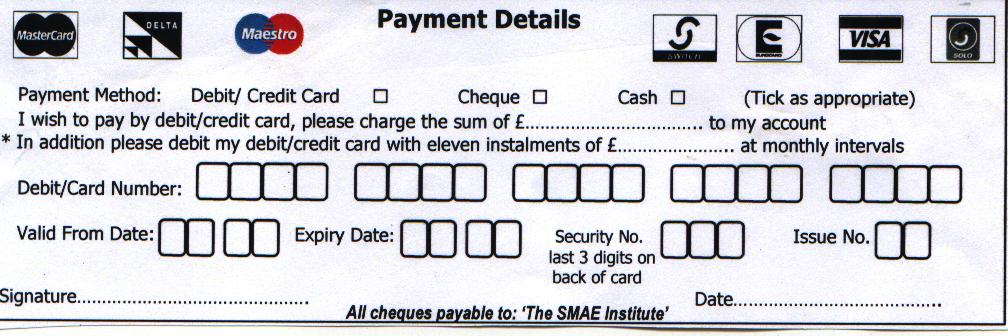 Payment Details
MasterCard
DELTA
Maestro
SWITCH
EUROCARD
VISA
SOLO
Payment Method: Debit/ Credit Card □ Cheque □ Cash □ (Tick as appropriate)
I wish to pay by debit/credit card, please charge the sum of £.................................. to my account
* In addition please debit my debit/credit card with eleven instalments of £...................... at monthly intervals
Debit/Card Number:
Valid From Date: Expiry Date: Security No. Issue No.
last 3 digits on
back of card
Signature............................................ Date.......................................
All cheques payable to: 'The SMAE Institute'